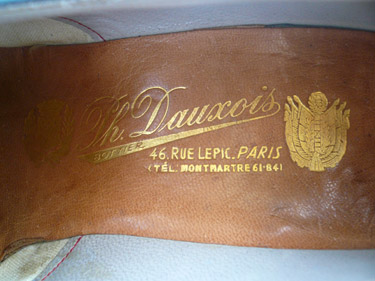 Th. Dauxois
BOTTIER
46. RUE LEPIC. PARIS
(TÉL. MONTMARTRE 61-84)